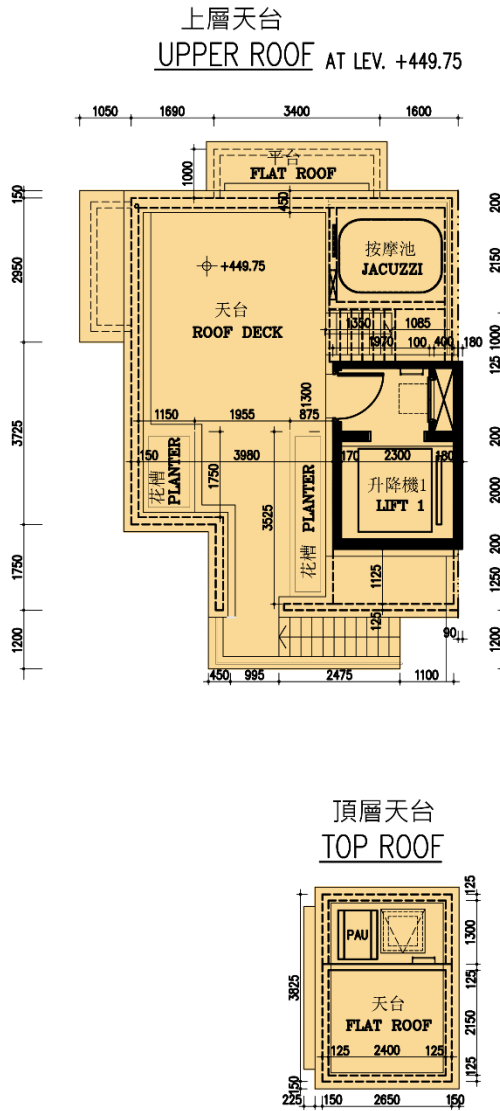 上層天台
UPPER ROOF AT LEV. +449.75
1050 1690 3400 1600
平台
FLAT ROOF
1000
450
150
200
2950
2150
按摩池
JACUZZI
+449.75
天台
ROOF DECK
1350 1085
1970 100 400 180
1000
125
1300
1150 1955 875
3725
200
150 3980 170 2300 180
花槽
PLANTER
1750
3525
花槽
PLANTER
升降機1
LIFT 1
2000
200
1750
1125
1250
125
90
1200
1200
450 995 2475 1100
頂層天台
TOP ROOF
125
PAU
1300
3825
125
天台
FLAT ROOF
2150
125 2400 125
125
150
225 150 2650 150